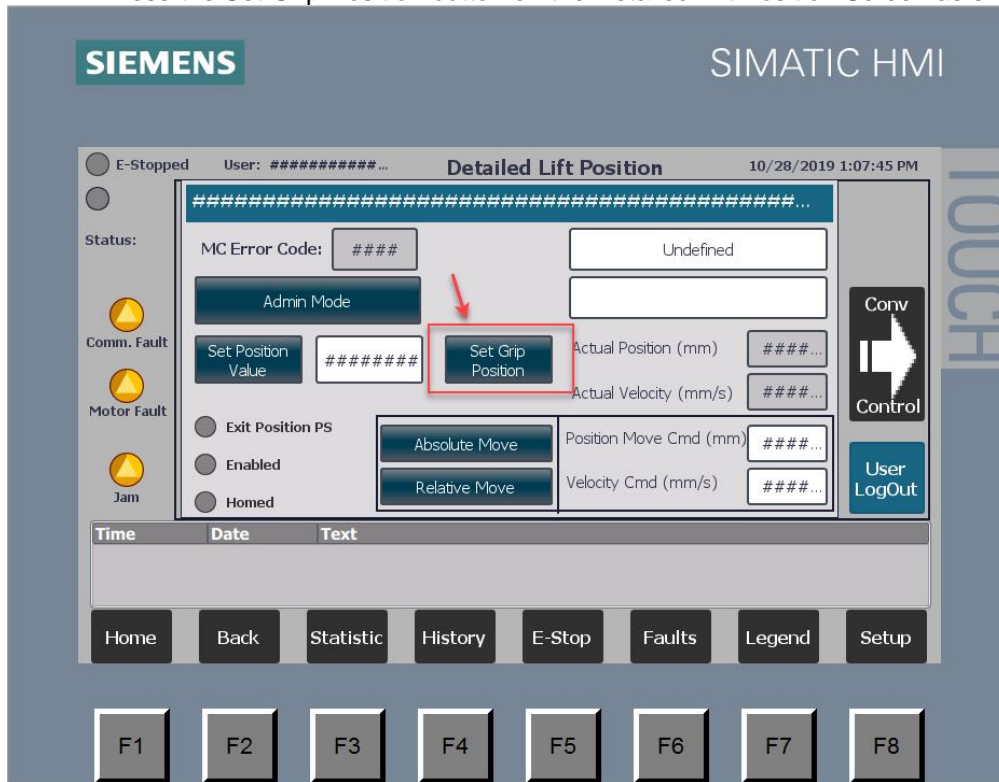 SIEMENS
SIMATIC HMI
TOUCH
E-Stopped User: ###########... Detailed Lift Position 10/28/2019 1:07:45 PM
###########################################...
Status:
MC Error Code: ####
Undefined
Admin Mode
Conv
Comm. Fault
Set Position
Value
########
Set Grip
Position
Actual Position (mm) ####...
Actual Velocity (mm/s) ####...
Control
Motor Fault
Exit Position PS
Absolute Move
Position Move Cmd (mm) ####...
Enabled
User
LogOut
Relative Move
Velocity Cmd (mm/s) ####...
Jam
Homed
Time Date Text
Home Back Statistic History E-Stop Faults Legend Setup
F1 F2 F3 F4 F5 F6 F7 F8